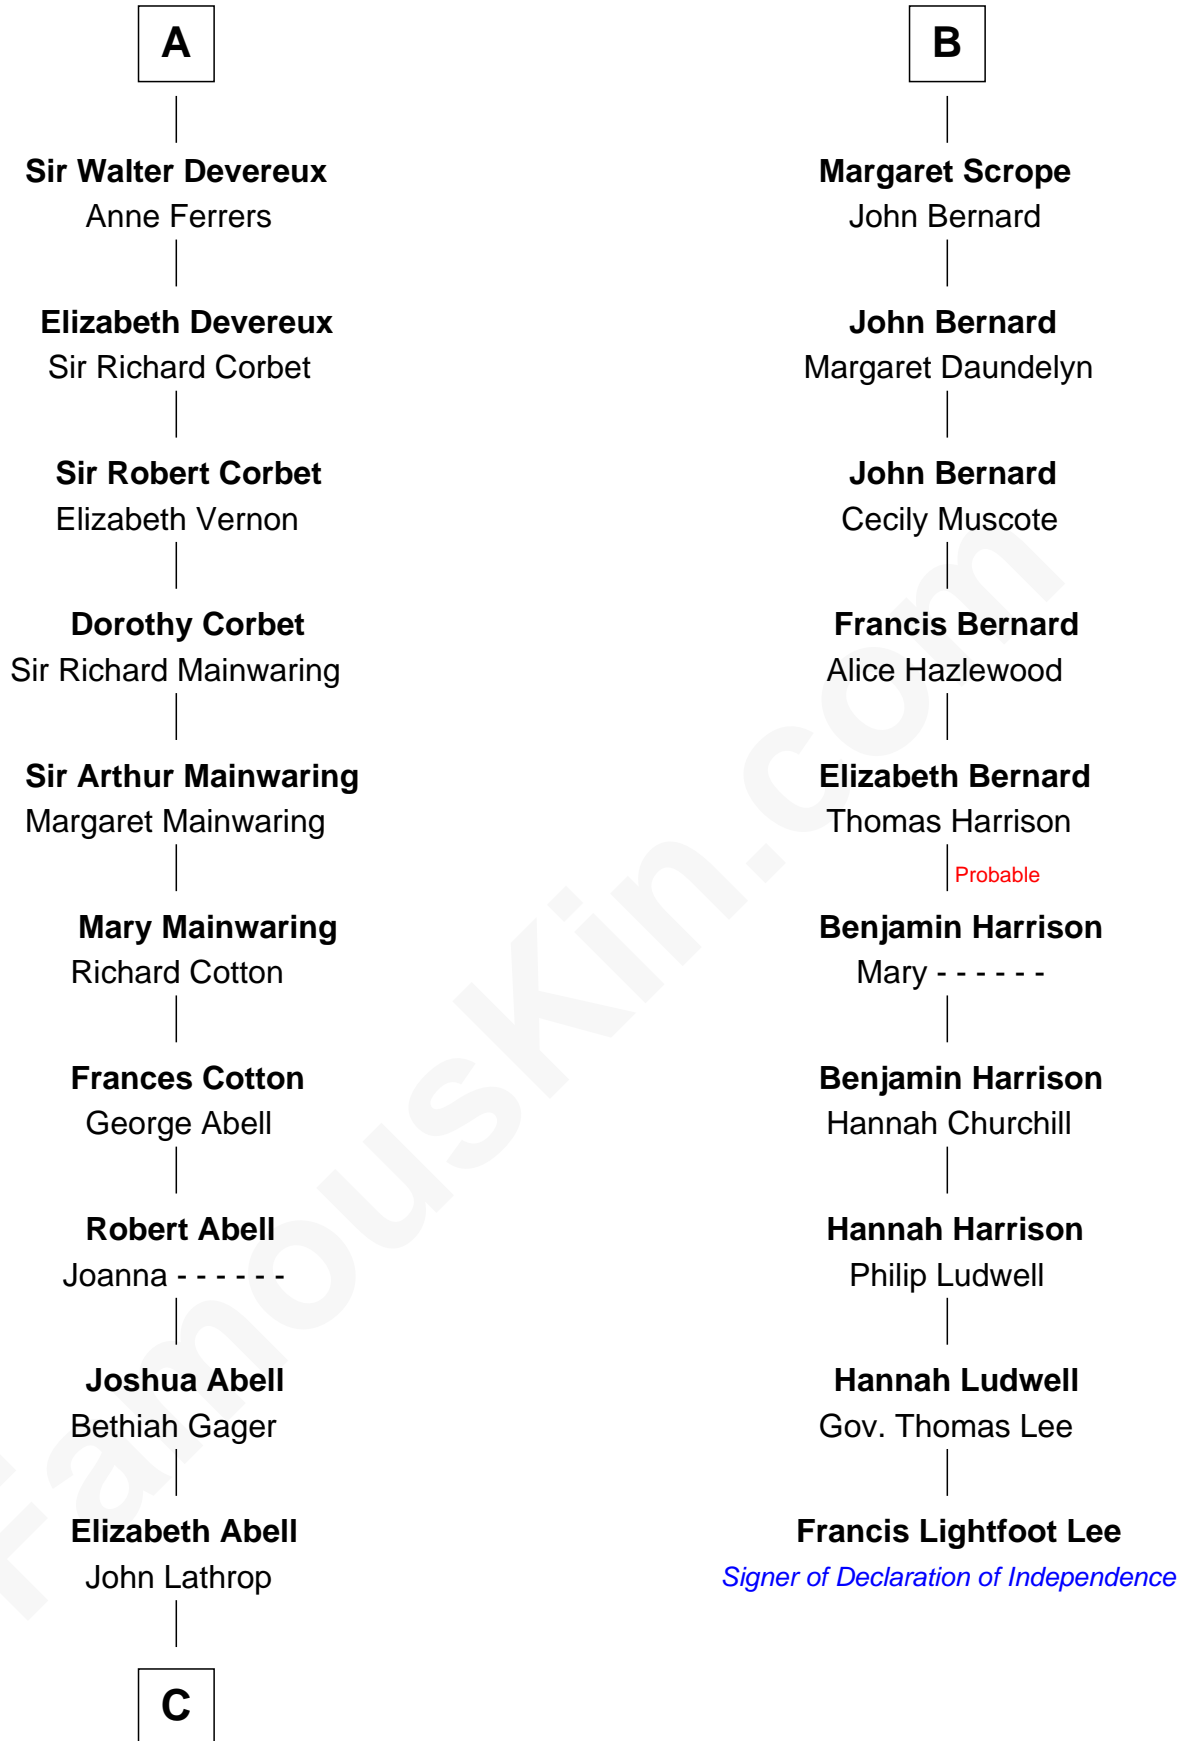 A
Sir Walter Devereux
Anne Ferrers
Elizabeth Devereux
Sir Richard Corbet
Sir Robert Corbet
Elizabeth Vernon
Dorothy Corbet
Sir Richard Mainwaring
Sir Arthur Mainwaring
Margaret Mainwaring
Mary Mainwaring
Richard Cotton
Frances Cotton
George Abell
Robert Abell
Joanna - - - - - -
Joshua Abell
Bethiah Gager
Elizabeth Abell
John Lathrop
C
B
Margaret Scrope
John Bernard
John Bernard
Margaret Daundelyn
John Bernard
Cecily Muscote
Francis Bernard
Alice Hazlewood
Elizabeth Bernard
Thomas Harrison
Probable
Benjamin Harrison
Mary - - - - - -
Benjamin Harrison
Hannah Churchill
Hannah Harrison
Philip Ludwell
Hannah Ludwell
Gov. Thomas Lee
Francis Lightfoot Lee
Signer of Declaration of Independence
FamousKin.com